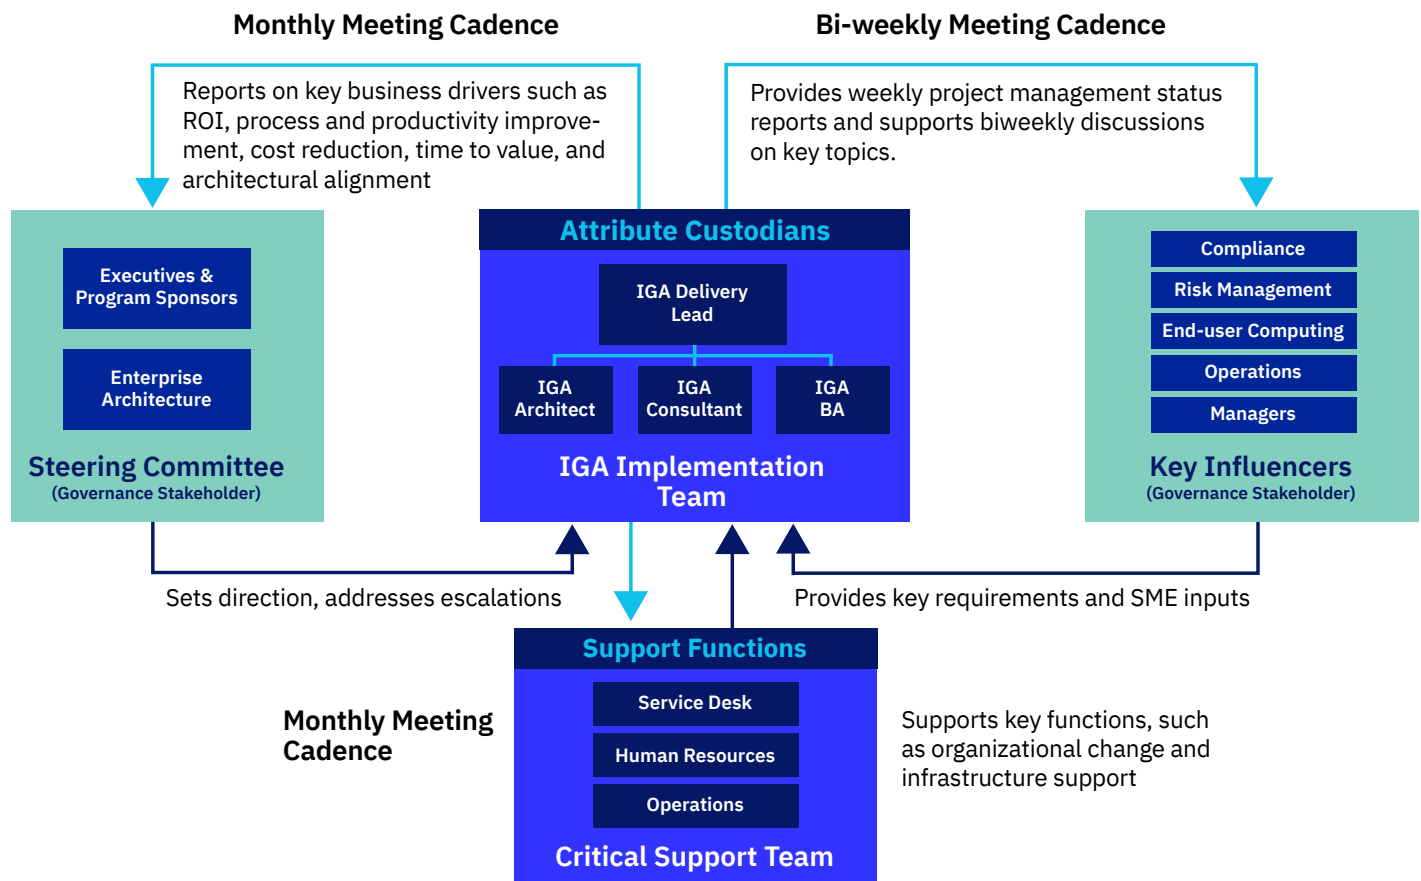 Monthly Meeting Cadence
Bi-weekly Meeting Cadence
Reports on key business drivers such as
ROI, process and productivity improve-
ment, cost reduction, time to value, and
architectural alignment
Provides weekly project management status
reports and supports biweekly discussions
on key topics.
Executives &
Program Sponsors
Enterprise
Architecture
Steering Committee
(Governance Stakeholder)
Attribute Custodians
IGA Delivery
Lead
IGA
Architect
IGA
Consultant
IGA
BA
IGA Implementation
Team
Compliance
Risk Management
End-user Computing
Operations
Managers
Key Influencers
(Governance Stakeholder)
Sets direction, addresses escalations
Provides key requirements and SME inputs
Monthly Meeting
Cadence
Support Functions
Service Desk
Human Resources
Operations
Critical Support Team
Supports key functions, such
as organizational change and
infrastructure support